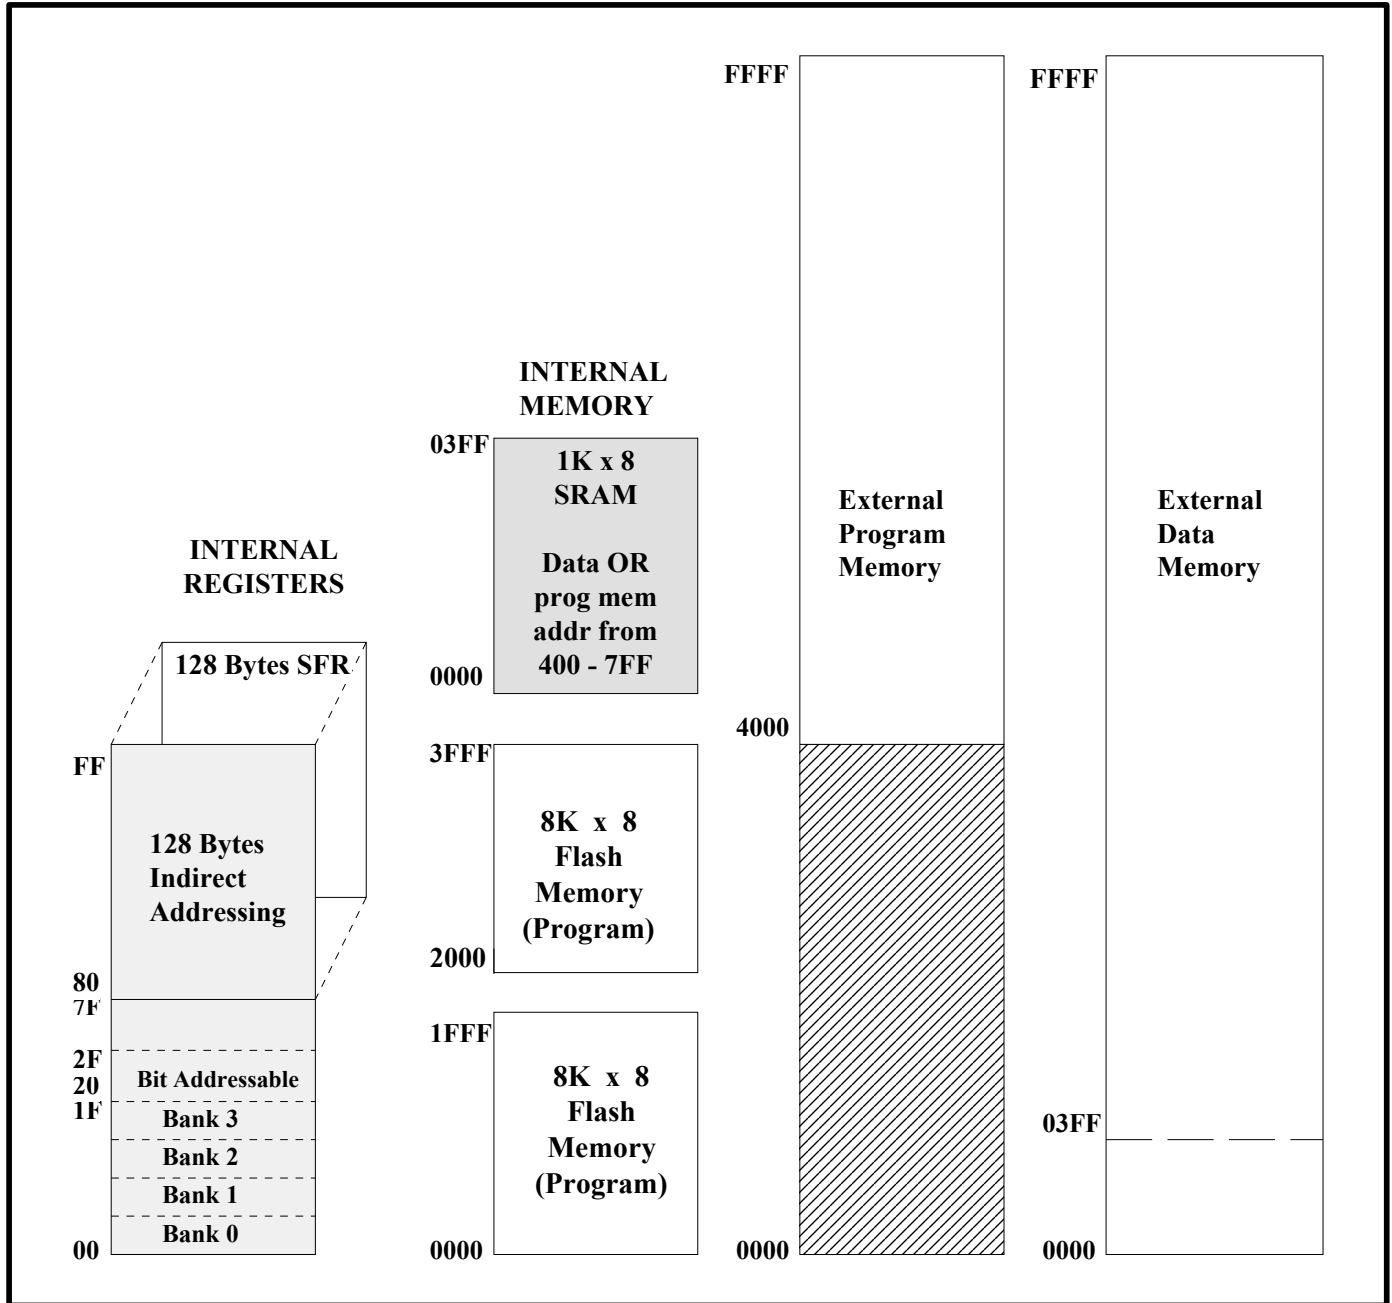 INTERNAL
REGISTERS
128 Bytes SFR
FF
128 Bytes
Indirect
Addressing
80
7F
2F
20
Bit Addressable
1F
Bank 3
Bank 2
Bank 1
Bank 0
00
INTERNAL
MEMORY
03FF
1K x 8
SRAM
Data OR
prog mem
addr from
400 - 7FF
0000
3FFF
8K x 8
Flash
Memory
(Program)
2000
1FFF
8K x 8
Flash
Memory
(Program)
0000
FFFF
External
Program
Memory
4000
0000
FFFF
External
Data
Memory
03FF
0000